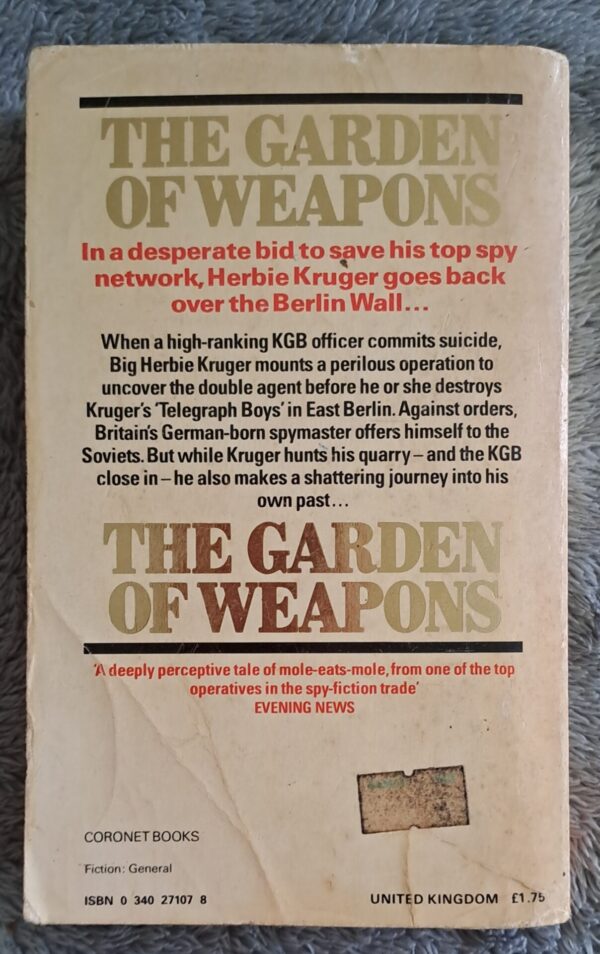 THE GARDEN
OF WEAPONS
In a desperate bid to save his top spy
network, Herbie Kruger goes back
over the Berlin Wall...
When a high-ranking KGB officer commits suicide,
Big Herbie Kruger mounts a perilous operation to
uncover the double agent before he or she destroys
Kruger's 'Telegraph Boys' in East Berlin. Against orders,
Britain's German-born spymaster offers himself to the
Soviets. But while Kruger hunts his quarry – and the KGB
close in – he also makes a shattering journey into his
own past...
THE GARDEN
OF WEAPONS
'A deeply perceptive tale of mole-eats-mole, from one of the top
operatives in the spy-fiction trade'
EVENING NEWS
CORONET BOOKS
Fiction: General
ISBN 0 340 27107 8
UNITED KINGDOM £1.75